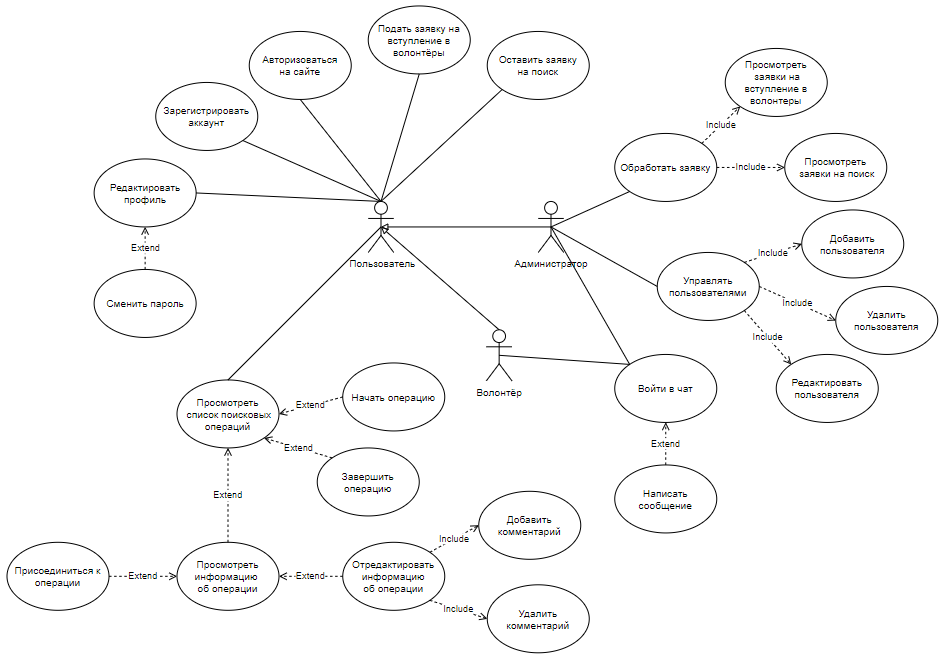 Подать заявку на
вступление в
волонтёры
Авторизоваться
на сайте
Оставить заявку
на поиск
Просмотреть
заявки на
вступление в
волонтеры
Зарегистрировать
аккаунт
Include
Обработать заявку
Include
Просмотреть
заявки на поиск
Редактировать
профиль
Extend
Пользователь
Администратор
Добавить
пользователя
Include
Управлять
пользователями
Сменить пароль
Include
Удалить
пользователя
Include
Волонтёр
Войти в чат
Редактировать
пользователя
Просмотреть
список поисковых
операций
Extend
Начать операцию
Extend
Extend
Завершить
операцию
Extend
Написать
сообщение
Добавить
комментарий
Include
Присоединиться к
операции
Extend
Просмотреть
информацию
об операции
Extend
Отредактировать
информацию
об операции
Include
Удалить
комментарий